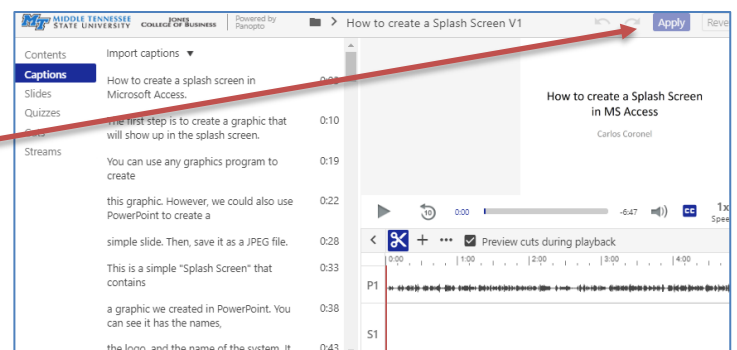 MT MIDDLE TENNESSEE STATE UNIVERSITY JONES COLLEGE OF BUSINESS Powered by Panopto > How to create a Splash Screen V1 Apply Reve
Contents
Captions
Slides
Quizzes
Cuts
Streams
Import captions
How to create a splash screen in
Microsoft Access.
The first step is to create a graphic that 0:10
will show up in the splash screen.
You can use any graphics program to 0:19
create
this graphic. However, we could also use 0:22
PowerPoint to create a
simple slide. Then, save it as a JPEG file. 0:28
This is a simple "Splash Screen" that 0:33
contains
a graphic we created in PowerPoint. You 0:38
can see it has the names,
the logo, and the name of the system. It 0:43
How to create a Splash Screen
in MS Access
Carlos Coronel
10 0:00 -6:47 CC 1x
Spee
Preview cuts during playback
0:00 1:00 2:00 3:00 4:00
P1
S1